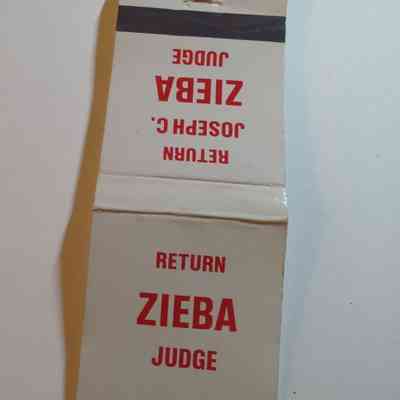 RETURN
JOSEPH C.
ZIEBA
JUDGE
RETURN
ZIEBA
JUDGE